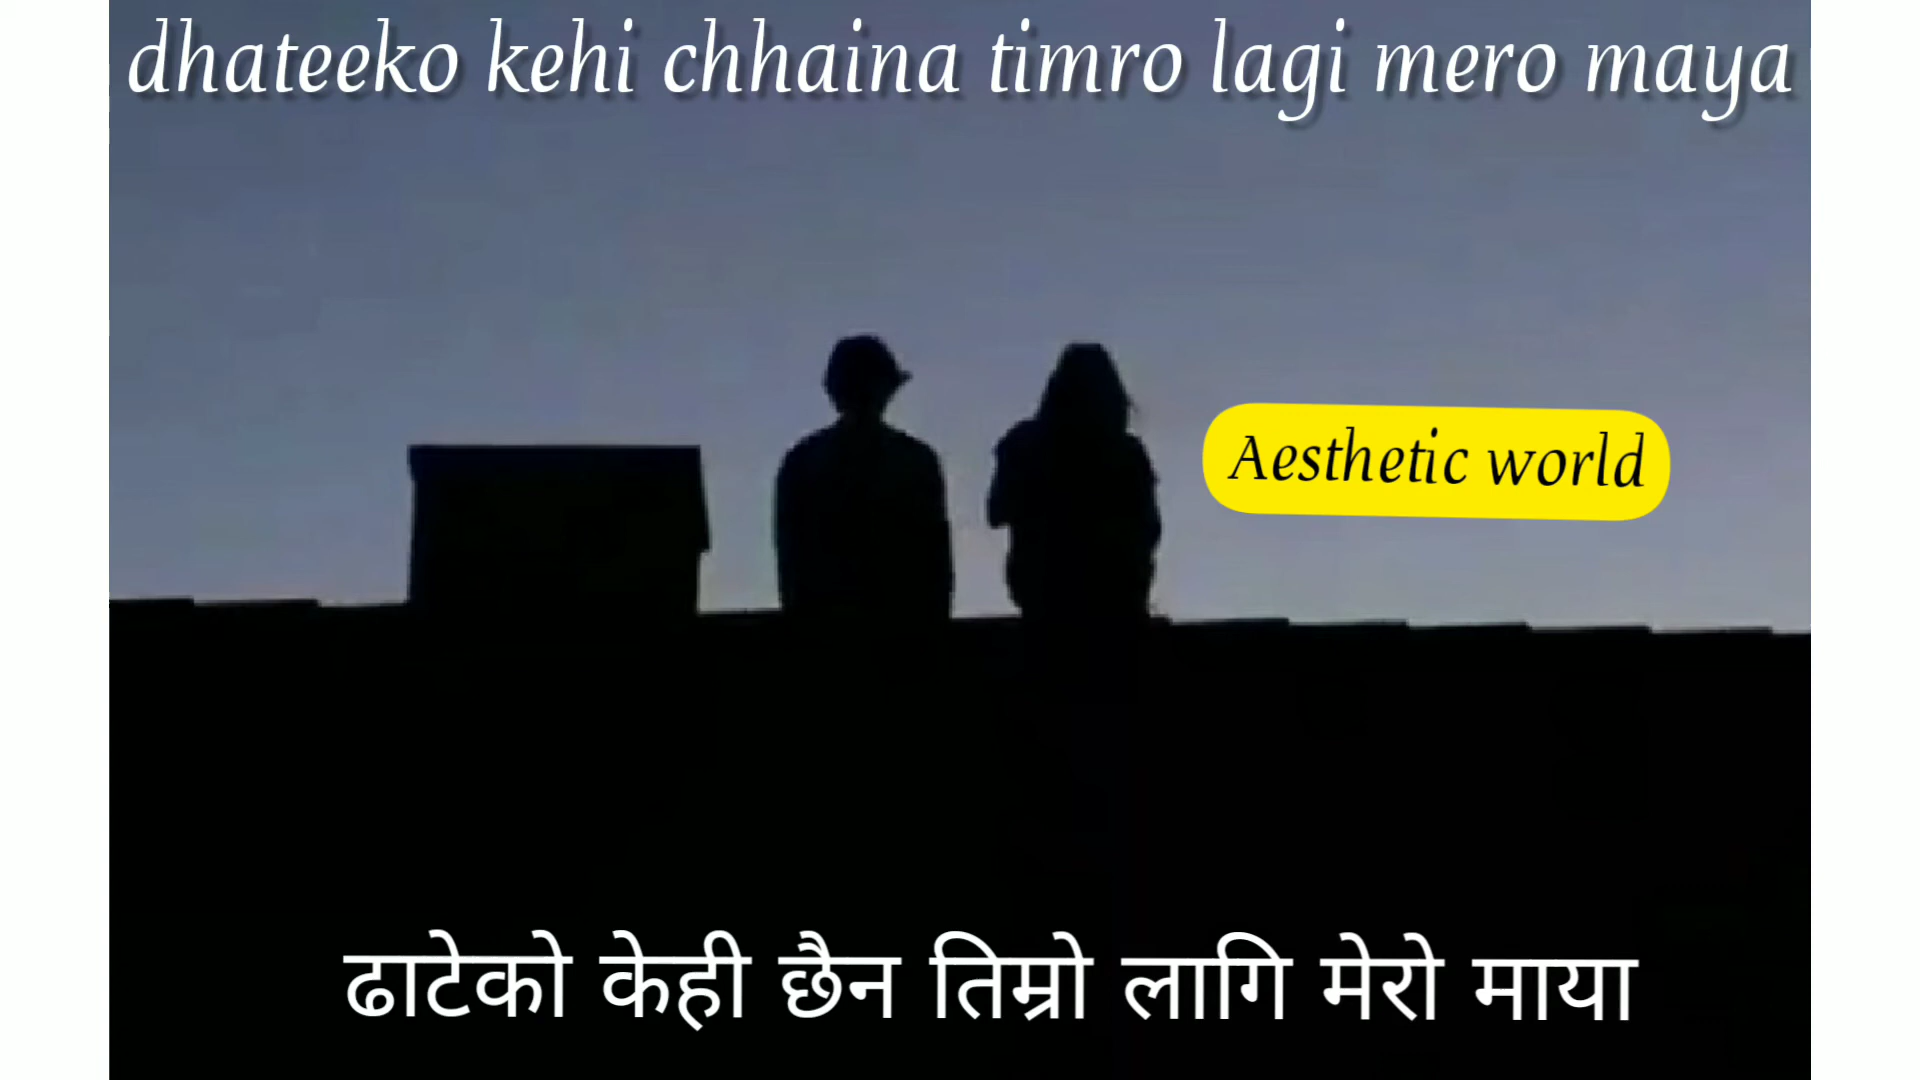 dhateeko kehi chhaina timro lagi mero maya
Aesthetic world
ढाटेको केही छैन तिम्रो लागि मेरो माया